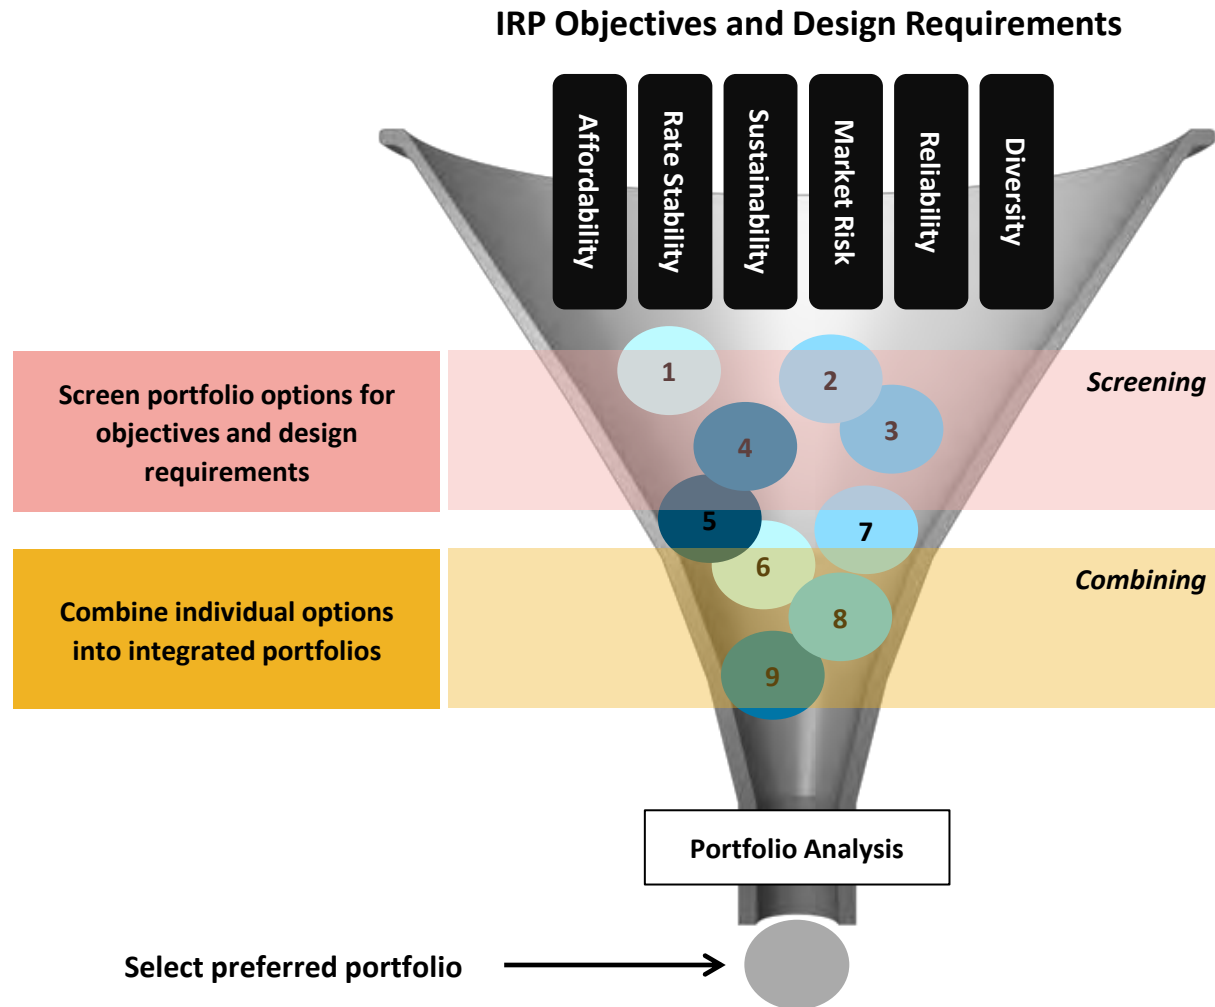 IRP Objectives and Design Requirements
Affordability
Rate Stability
Sustainability
Market Risk
Reliability
Diversity
Screen portfolio options for
objectives and design
requirements
Screening
1
2
3
4
5
7
6
8
9
Combine individual options
into integrated portfolios
Combining
Portfolio Analysis
Select preferred portfolio